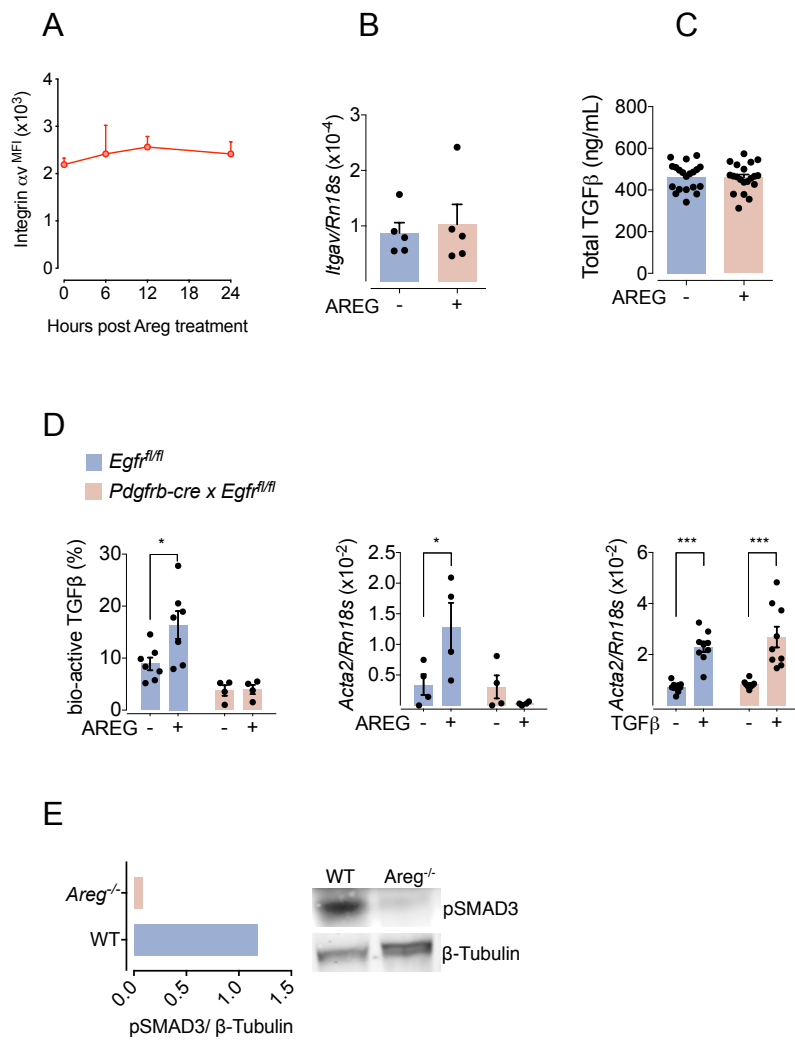 A
Integrin αv MFI (x10³)
4
3
2
1
0
0 6 12 24
Hours post Areg treatment
B
Itgav/Rn18s (x10⁻⁴)
3
2
1
AREG - +
C
Total TGFβ (ng/mL)
800
600
400
200
0
- +
AREG
D
Egfr^fl/fl
Pdgfrb-cre x Egfr^fl/fl
bio-active TGFβ (%)
30
20
10
0
*
AREG - + - +
Acta2/Rn18s (x10⁻²)
2.5
2.0
1.5
1.0
0.5
*
AREG - + - +
Acta2/Rn18s (x10⁻²)
6
4
2
*** ***
TGFβ - + - +
E
Areg⁻/⁻
WT
0.0 0.5 1.0 1.5
pSMAD3/ β-Tubulin
WT Areg⁻/⁻
pSMAD3
β-Tubulin